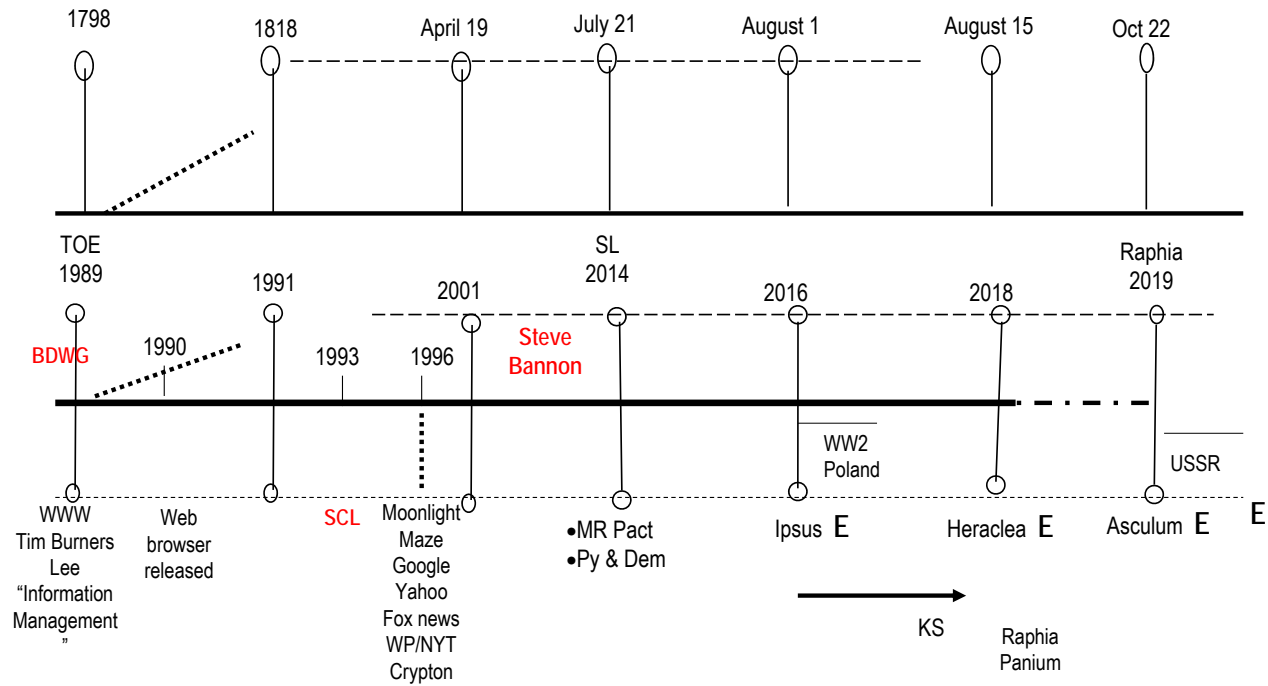 1798
1818
April 19
July 21
August 1
August 15
Oct 22
TOE
1989
1991
2001
SL
2014
2016
2018
Raphia
2019
BDWG
1990
1993
1996
Steve
Bannon
WW2
Poland
USSR
WWW
Tim Burners
Lee
“Information
Management
”
Web
browser
released
SCL
Moonlight
Maze
Google
Yahoo
Fox news
WP/NYT
Crypton
•MR Pact
•Py & Dem
Ipsus E
Heraclea E
Asculum E
E
KS
Raphia
Panium